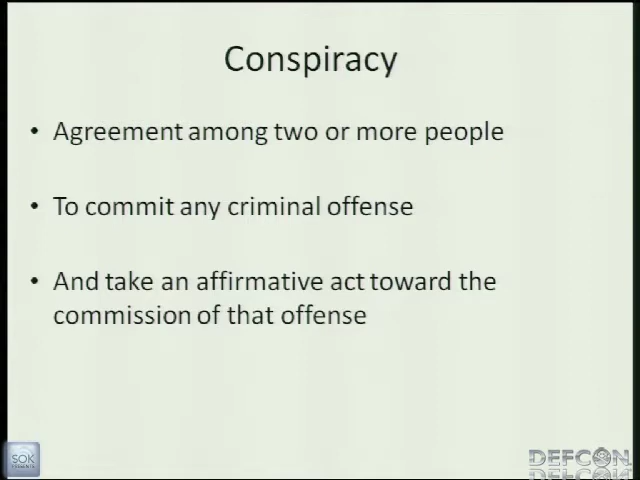 Conspiracy
• Agreement among two or more people
• To commit any criminal offense
• And take an affirmative act toward the
commission of that offense
SOK
DEFCON